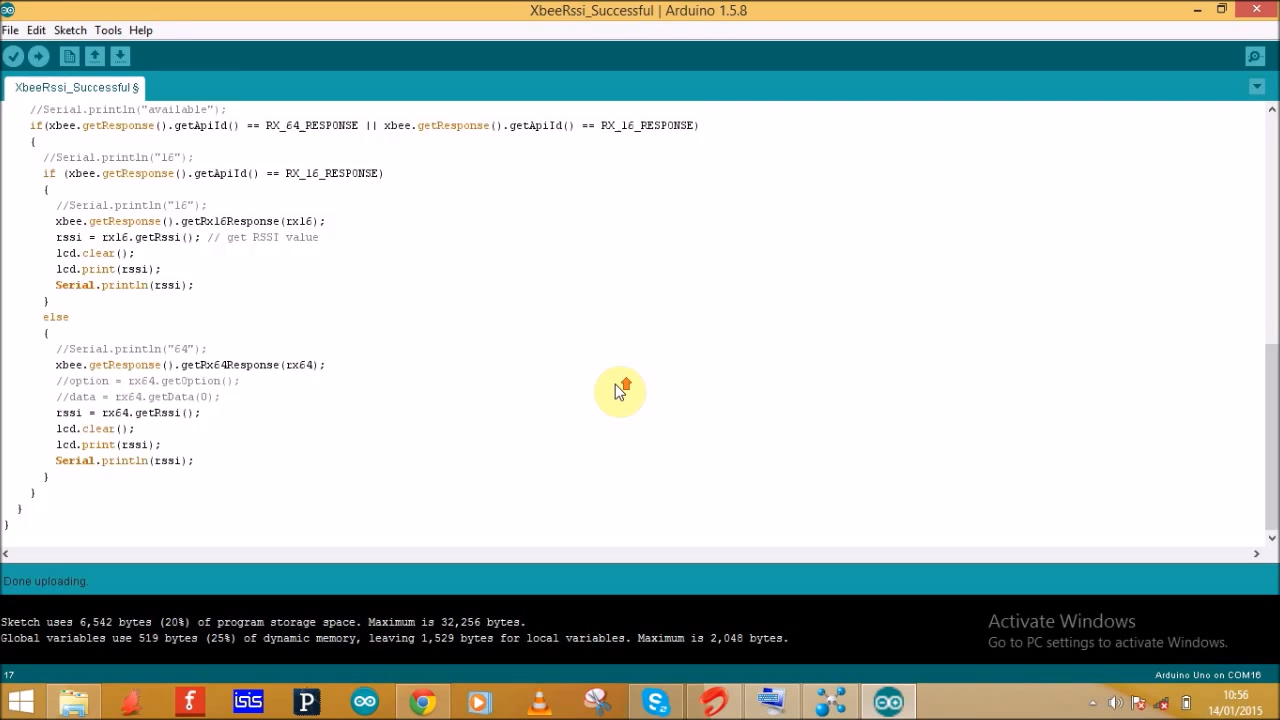 XbeeRssi_Successful | Arduino 1.5.8
File Edit Sketch Tools Help
XbeeRssi_Successful §
//Serial.println("available");
if(xbee.getResponse().getApiId() == RX_64_RESPONSE || xbee.getResponse().getApiId() == RX_16_RESPONSE)
{
//Serial.println("16");
if (xbee.getResponse().getApiId() == RX_16_RESPONSE)
{
//Serial.println("16");
xbee.getResponse().getRx16Response(rx16);
rssi = rx16.getRssi(); // get RSSI value
lcd.clear();
lcd.print(rssi);
Serial.println(rssi);
}
else
{
//Serial.println("64");
xbee.getResponse().getRx64Response(rx64);
//option = rx64.getOption();
//data = rx64.getData(0);
rssi = rx64.getRssi();
lcd.clear();
lcd.print(rssi);
Serial.println(rssi);
}
}
}
}
Done uploading.
Sketch uses 6,542 bytes (20%) of program storage space. Maximum is 32,256 bytes.
Global variables use 519 bytes (25%) of dynamic memory, leaving 1,529 bytes for local variables. Maximum is 2,048 bytes.
Activate Windows
Go to PC settings to activate Windows.
17
Arduino Uno on COM16
f
isis
P
S
10:56
14/01/2015